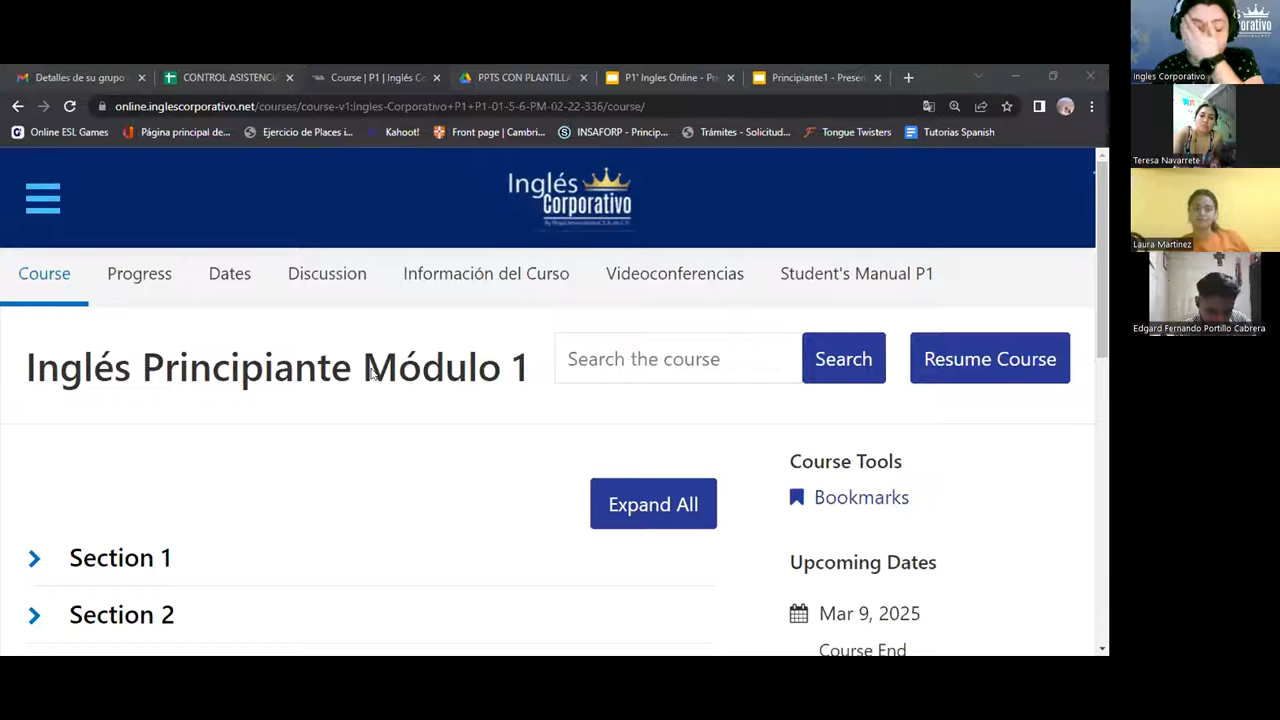 Detalles de su grupo
CONTROL ASISTENCI
Course | P1 | Inglés C
PPTS CON PLANTILLA
P1' Ingles Online - Pr
Principiante1 - Presen
online.inglescorporativo.net/courses/course-v1:Ingles-Corporativo+P1+P1-01-5-6-PM-02-22-336/course/
Online ESL Games
Página principal de...
Ejercicio de Places i...
Kahoot!
Front page | Cambri...
INSAFORP - Princip...
Trámites - Solicitud...
Tongue Twisters
Tutorias Spanish
Inglés
Corporativo
Course
Progress
Dates
Discussion
Información del Curso
Videoconferencias
Student's Manual P1
Inglés Principiante Módulo 1
Search the course
Search
Resume Course
Expand All
Section 1
Section 2
Course Tools
Bookmarks
Upcoming Dates
Mar 9, 2025
Course End
Ingles Corporativo
Teresa Navarrete
Laura Martinez
Edgard Fernando Portillo Cabrera